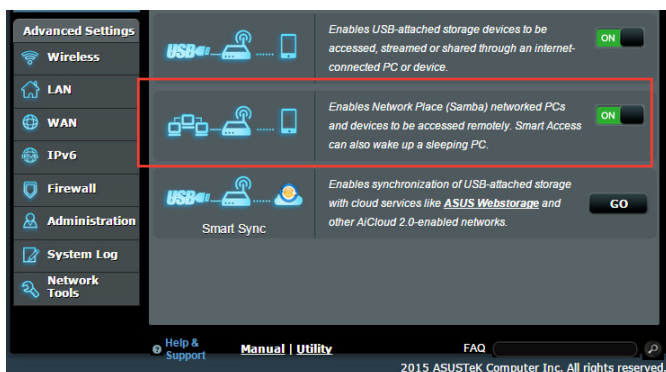 Advanced Settings
Wireless
LAN
WAN
IPv6
Firewall
Administration
System Log
Network
Tools
USB
Enables USB-attached storage devices to be
accessed, streamed or shared through an internet-
connected PC or device.
ON
Enables Network Place (Samba) networked PCs
and devices to be accessed remotely. Smart Access
can also wake up a sleeping PC.
ON
USB
Smart Sync
Enables synchronization of USB-attached storage
with cloud services like ASUS Webstorage and
other AiCloud 2.0-enabled networks.
GO
Help &
Support
Manual | Utility
FAQ
2015 ASUSTeK Computer Inc. All rights reserved.